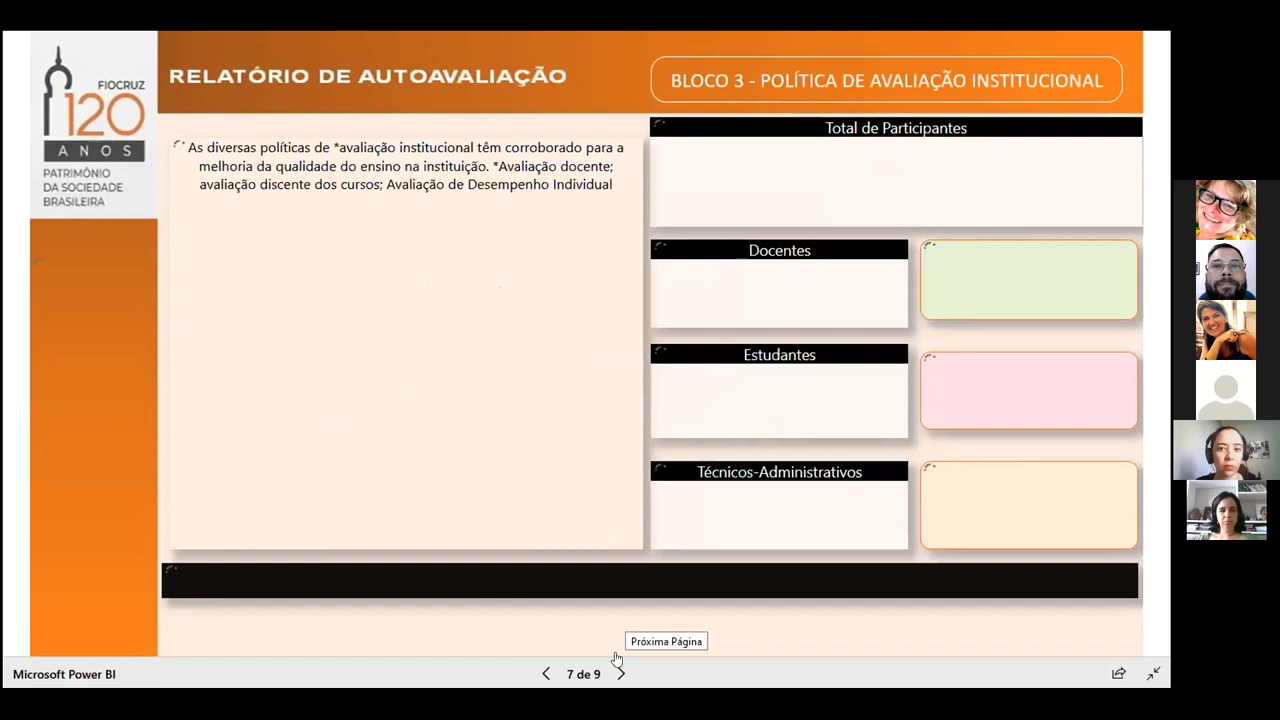 FIOCRUZ
120
ANOS
PATRIMÔNIO
DA SOCIEDADE
BRASILEIRA
RELATÓRIO DE AUTOAVALIAÇÃO
BLOCO 3 - POLÍTICA DE AVALIAÇÃO INSTITUCIONAL
As diversas políticas de *avaliação institucional têm corroborado para a
melhoria da qualidade do ensino na instituição. *Avaliação docente;
avaliação discente dos cursos; Avaliação de Desempenho Individual
Total de Participantes
Docentes
Estudantes
Técnicos-Administrativos
Próxima Página
Microsoft Power BI
7 de 9